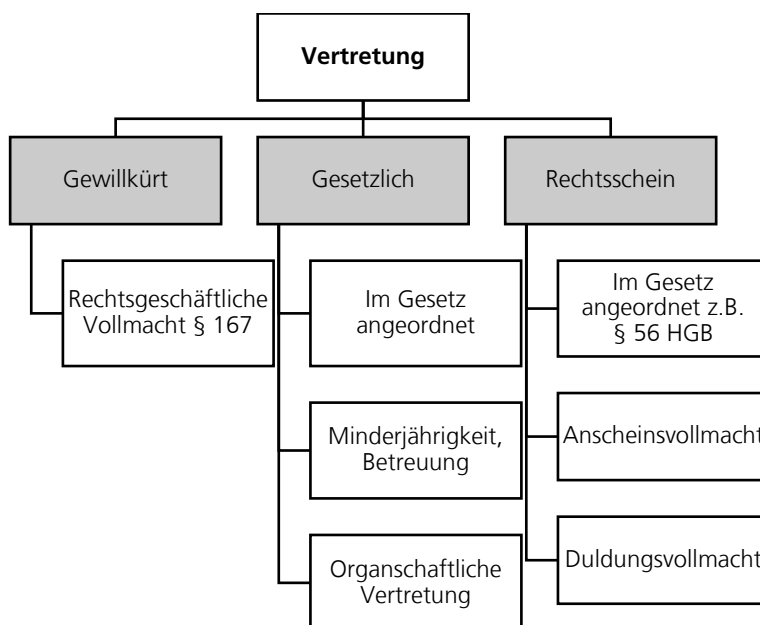 Vertretung
Gewillkürt
Gesetzlich
Rechtsschein
Rechtsgeschäftliche
Vollmacht § 167
Im Gesetz
angeordnet
Minderjährigkeit,
Betreuung
Organschaftliche
Vertretung
Im Gesetz
angeordnet z.B.
§ 56 HGB
Anscheinsvollmacht
Duldungsvollmacht